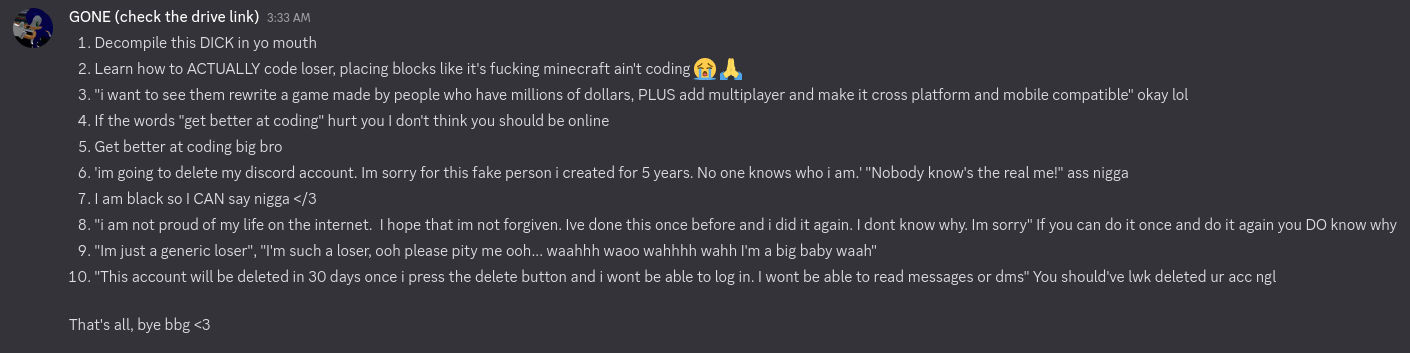 GONE (check the drive link) 3:33 AM
1. Decompile this DICK in yo mouth
2. Learn how to ACTUALLY code loser, placing blocks like it's fucking minecraft ain't coding 😭🙏
3. "i want to see them rewrite a game made by people who have millions of dollars, PLUS add multiplayer and make it cross platform and mobile compatible" okay lol
4. If the words "get better at coding" hurt you I don't think you should be online
5. Get better at coding big bro
6. 'im going to delete my discord account. Im sorry for this fake person i created for 5 years. No one knows who i am.' "Nobody know's the real me!" ass nigga
7. I am black so I CAN say nigga </3
8. "i am not proud of my life on the internet.  I hope that im not forgiven. Ive done this once before and i did it again. I dont know why. Im sorry" If you can do it once and do it again you DO know why
9. "Im just a generic loser", "I'm such a loser, ooh please pity me ooh... waahhh waoo wahhhh wahh I'm a big baby waah"
10. "This account will be deleted in 30 days once i press the delete button and i wont be able to log in. I wont be able to read messages or dms" You should've lwk deleted ur acc ngl
That's all, bye bbg <3